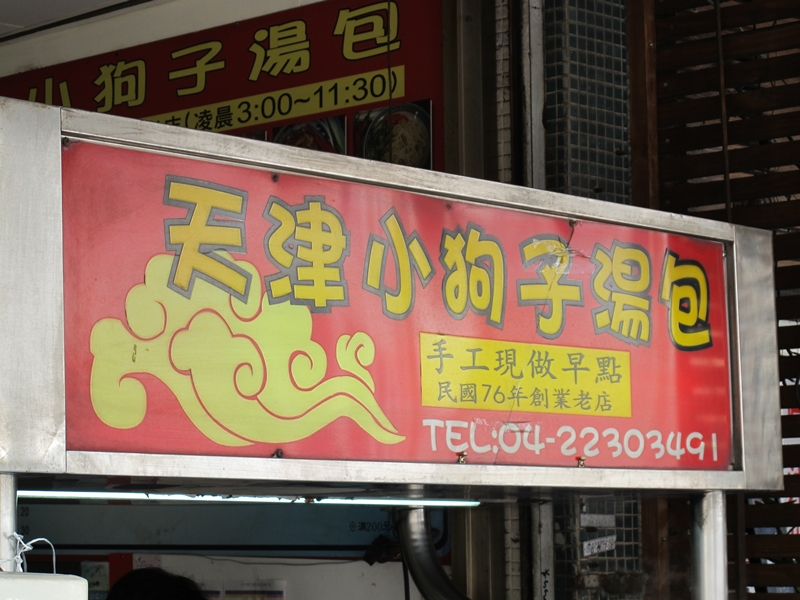 小狗子湯包
(凌晨3:00~11:30)
天津小狗子湯包
手工現做早點
民國76年創業老店
TEL:04-22303491